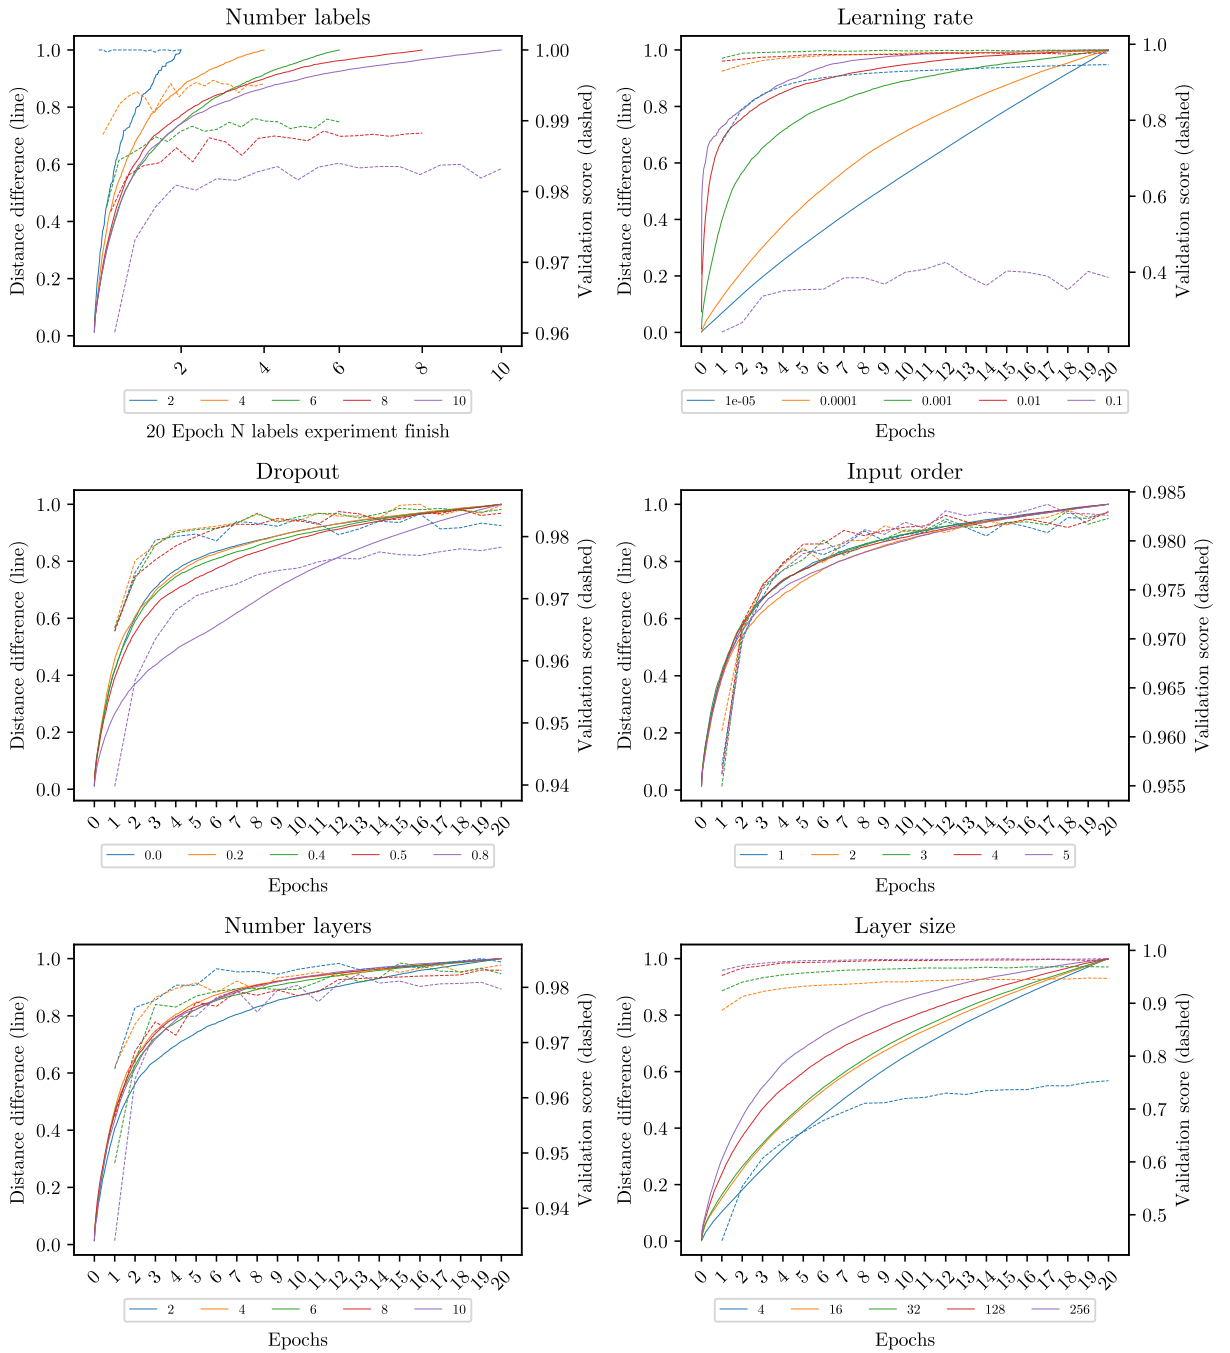 Number labels
1.0
0.8
0.6
0.4
0.2
0.0
Distance difference (line)
1.00
0.99
0.98
0.97
0.96
Validation score (dashed)
2 4 6 8 10
2 4 6 8 10
20 Epoch N labels experiment finish
Learning rate
1.0
0.8
0.6
0.4
0.2
0.0
Distance difference (line)
1.0
0.8
0.6
0.4
Validation score (dashed)
0 1 2 3 4 5 6 7 8 9 10 11 12 13 14 15 16 17 18 19 20
1e-05 0.0001 0.001 0.01 0.1
Epochs
Dropout
1.0
0.8
0.6
0.4
0.2
0.0
Distance difference (line)
0.98
0.97
0.96
0.95
0.94
Validation score (dashed)
0 1 2 3 4 5 6 7 8 9 10 11 12 13 14 15 16 17 18 19 20
0.0 0.2 0.4 0.5 0.8
Epochs
Input order
1.0
0.8
0.6
0.4
0.2
0.0
Distance difference (line)
0.985
0.980
0.975
0.970
0.965
0.960
0.955
Validation score (dashed)
0 1 2 3 4 5 6 7 8 9 10 11 12 13 14 15 16 17 18 19 20
1 2 3 4 5
Epochs
Number layers
1.0
0.8
0.6
0.4
0.2
0.0
Distance difference (line)
0.98
0.97
0.96
0.95
0.94
Validation score (dashed)
0 1 2 3 4 5 6 7 8 9 10 11 12 13 14 15 16 17 18 19 20
2 4 6 8 10
Epochs
Layer size
1.0
0.8
0.6
0.4
0.2
0.0
Distance difference (line)
1.0
0.9
0.8
0.7
0.6
0.5
Validation score (dashed)
0 1 2 3 4 5 6 7 8 9 10 11 12 13 14 15 16 17 18 19 20
4 16 32 128 256
Epochs